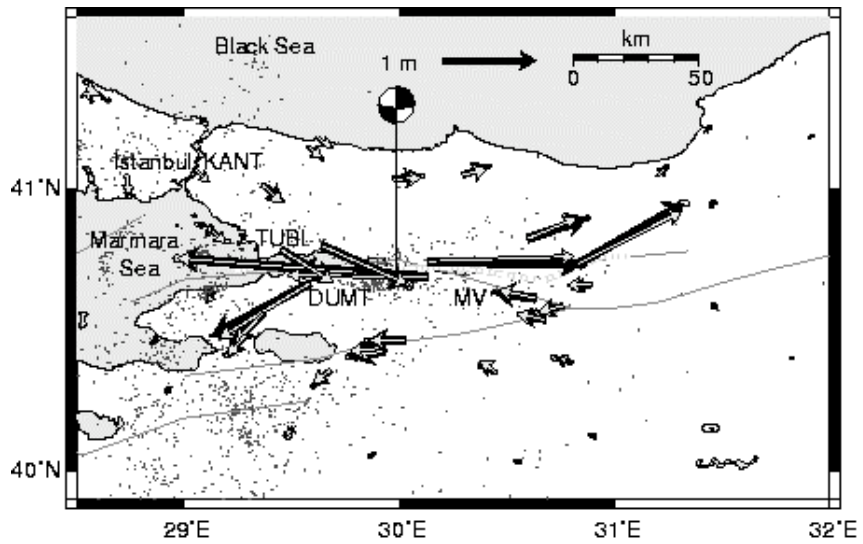 Black Sea
1 m
km
0
50
Istanbul
KANT
41°N
Marmara
Sea
TUBI
DUMT
MV
40°N
29°E
30°E
31°E
32°E